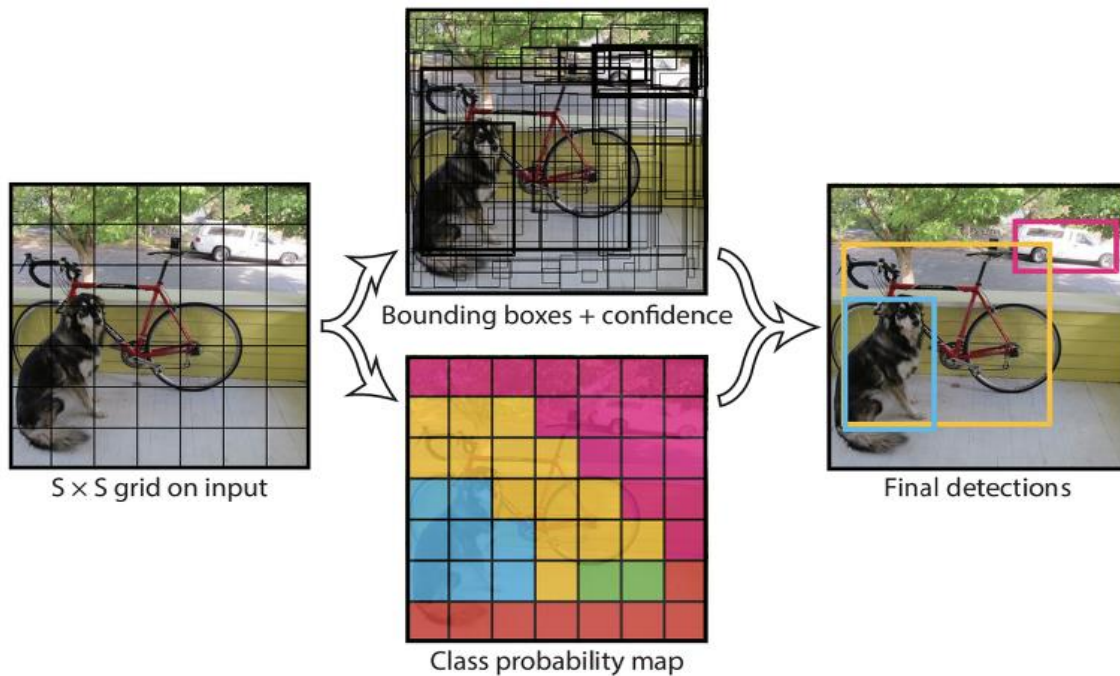 Bounding boxes + confidence
S × S grid on input
Final detections
Class probability map